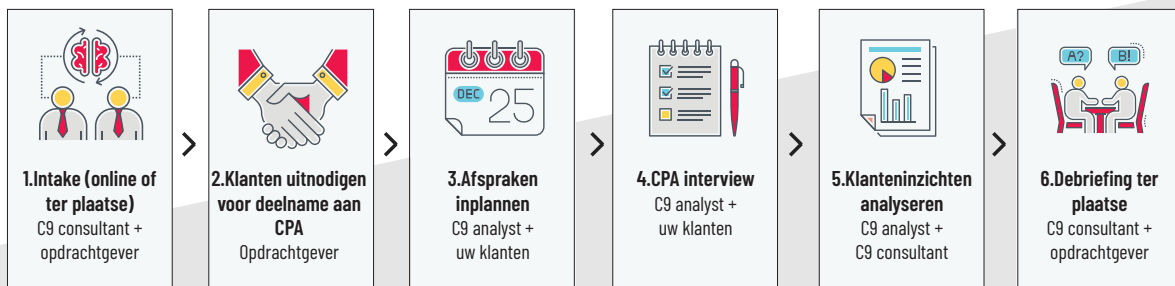 DEC
25
A?
B!
1.Intake (online of
ter plaatse)
C9 consultant +
opdrachtgever
2.Klanten uitnodigen
voor deelname aan
CPA
Opdrachtgever
3.Afspraken
inplannen
C9 analyst +
uw klanten
4.CPA interview
C9 analyst +
uw klanten
5.Klanteninzichten
analyseren
C9 analyst +
C9 consultant
6.Debriefing ter
plaatse
C9 consultant +
opdrachtgever